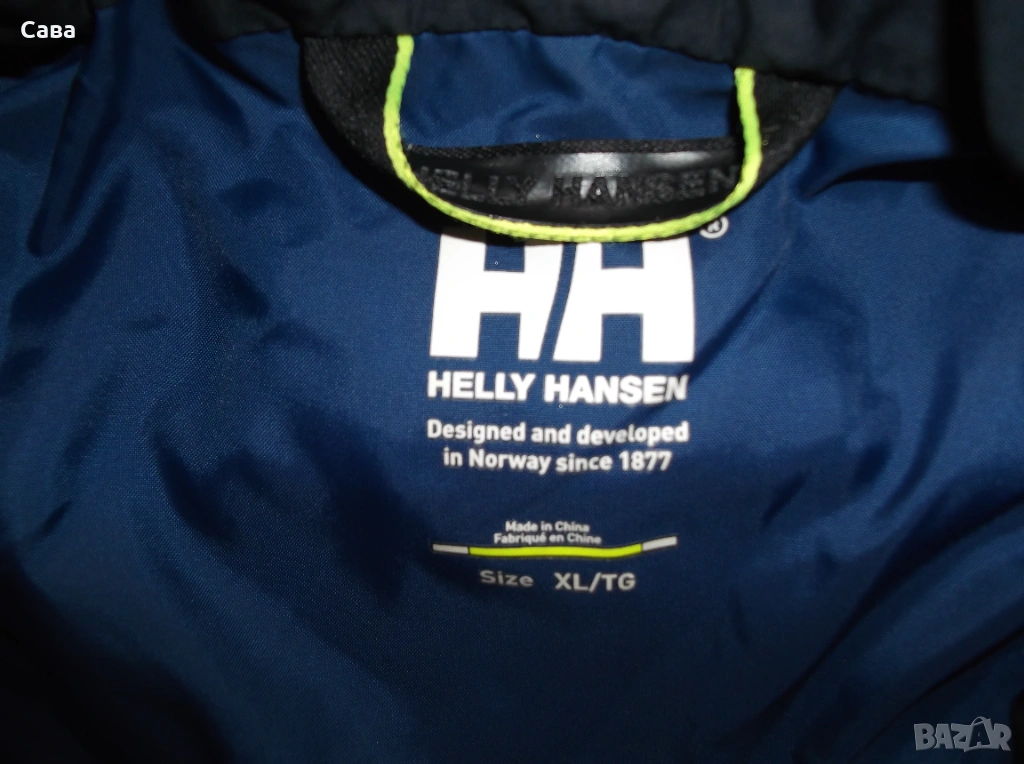 Сава
HELLY HANSEN
HH®
HELLY HANSEN
Designed and developed
in Norway since 1877
Made in China
Fabriqué en Chine
Size XL/TG
BAZAR